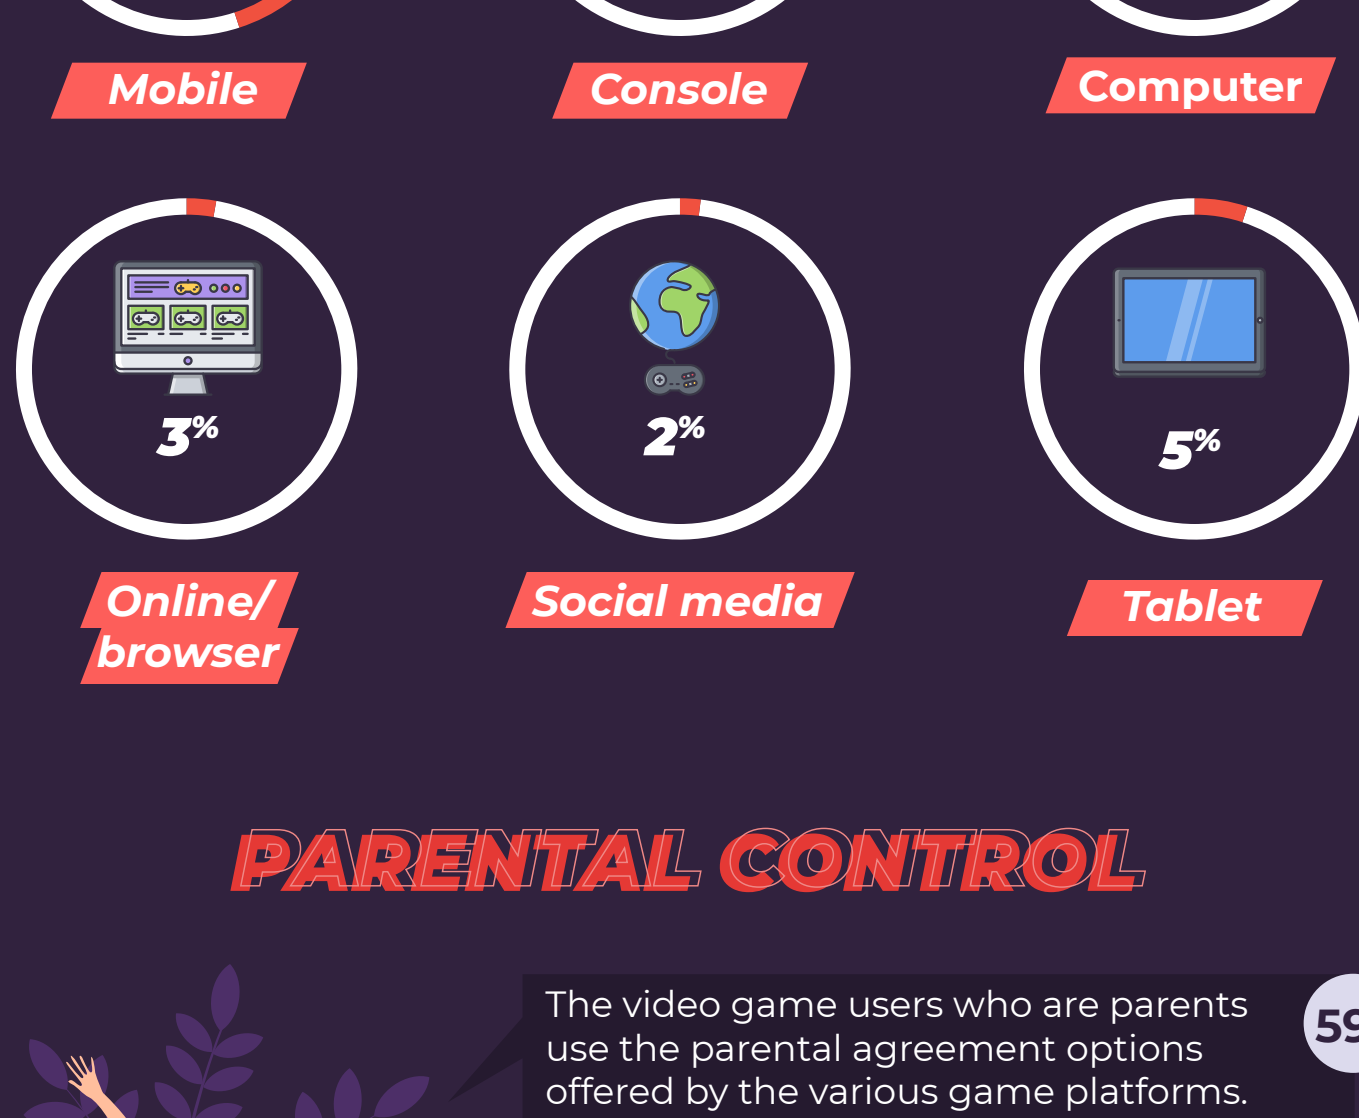 Mobile
Console
Computer
3%
2%
5%
Online/
browser
Social media
Tablet
PARENTAL CONTROL
The video game users who are parents
use the parental agreement options
offered by the various game platforms.
59